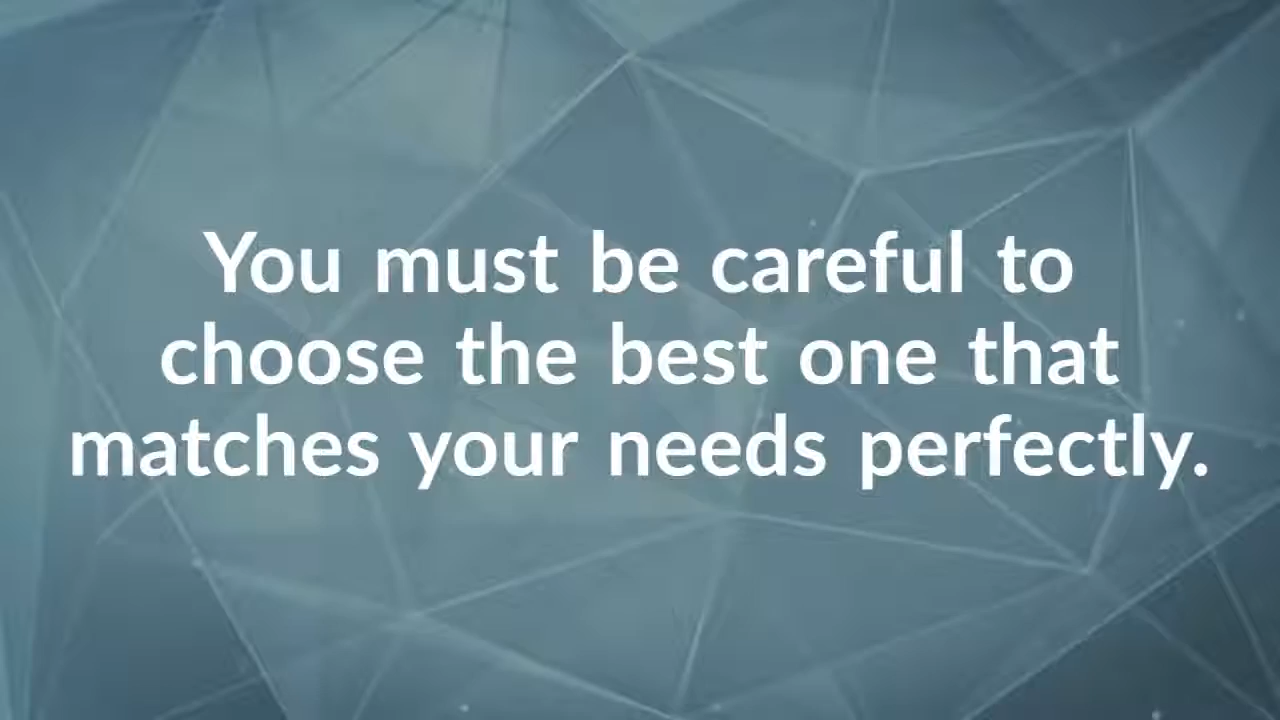 You must be careful to
choose the best one that
matches your needs perfectly.